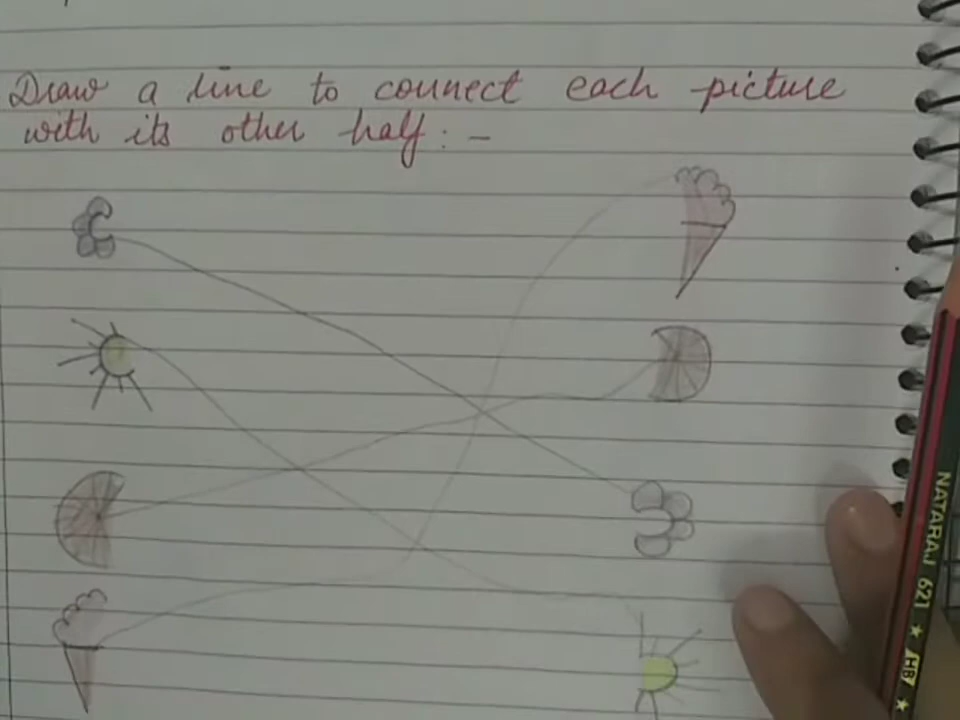 Draw a line to connect each picture
with its other half : -
NATARAJ 621 ★ HB ★